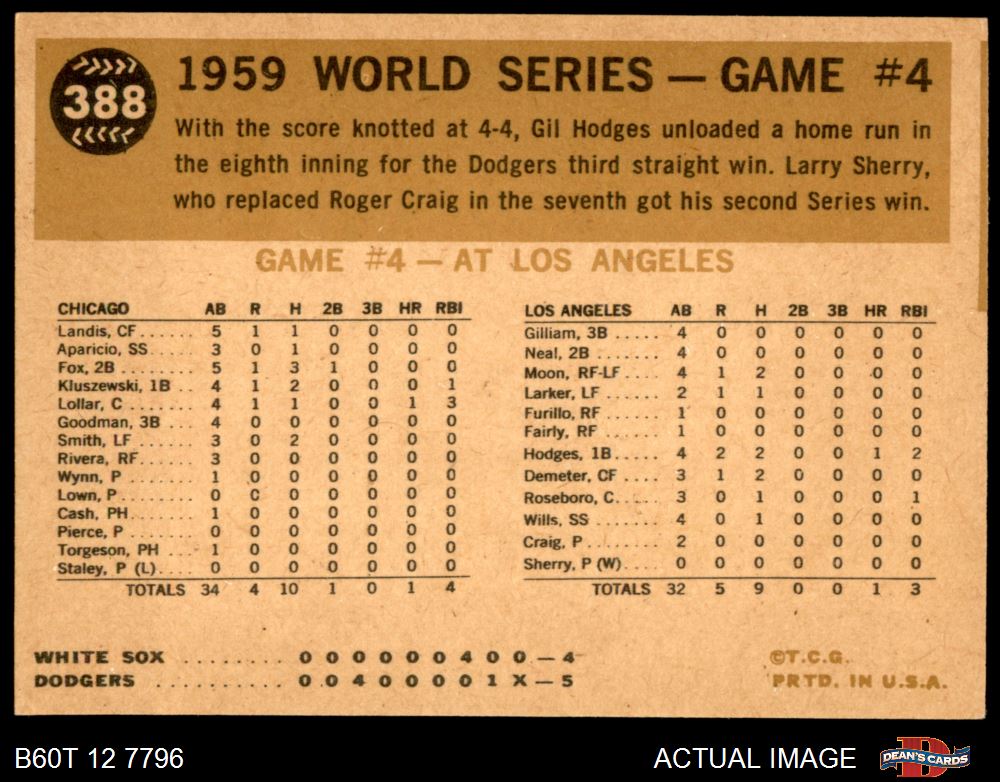 388
1959 WORLD SERIES — GAME #4
With the score knotted at 4-4, Gil Hodges unloaded a home run in
the eighth inning for the Dodgers third straight win. Larry Sherry,
who replaced Roger Craig in the seventh got his second Series win.
GAME #4 — AT LOS ANGELES
CHICAGO AB R H 2B 3B HR RBI
Landis, CF...... 5 1 1 0 0 0 0
Aparicio, SS..... 3 0 1 0 0 0 0
Fox, 2B ........ 5 1 3 1 0 0 0
Kluszewski, 1B .. 4 1 2 0 0 0 1
Lollar, C ....... 4 1 1 0 0 1 3
Goodman, 3B ... 4 0 0 0 0 0 0
Smith, LF ...... 3 0 2 0 0 0 0
Rivera, RF...... 3 0 0 0 0 0 0
Wynn, P ....... 1 0 0 0 0 0 0
Lown, P ........ 0 0 0 0 0 0 0
Cash, PH....... 1 0 0 0 0 0 0
Pierce, P ....... 0 0 0 0 0 0 0
Torgeson, PH ... 1 0 0 0 0 0 0
Staley, P (L).... 0 0 0 0 0 0 0
TOTALS 34 4 10 1 0 1 4
LOS ANGELES AB R H 2B 3B HR RBI
Gilliam, 3B ..... 4 0 0 0 0 0 0
Neal, 2B ....... 4 0 0 0 0 0 0
Moon, RF-LF .... 4 1 2 0 0 0 0
Larker, LF ...... 2 1 1 0 0 0 0
Furillo, RF ...... 1 0 0 0 0 0 0
Fairly, RF ...... 1 0 0 0 0 0 0
Hodges, 1B..... 4 2 2 0 0 1 2
Demeter, CF .... 3 1 2 0 0 0 0
Roseboro, C..... 3 0 1 0 0 0 1
Wills, SS ....... 4 0 1 0 0 0 0
Craig, P ........ 2 0 0 0 0 0 0
Sherry, P (W).... 0 0 0 0 0 0 0
TOTALS 32 5 9 0 0 1 3
WHITE SOX ........ 0 0 0 0 0 0 4 0 0 — 4
DODGERS .......... 0 0 4 0 0 0 0 1 X — 5
©T.C.G.
PRTD. IN U.S.A.
B60T 12 7796
ACTUAL IMAGE
D
DEAN'S CARDS